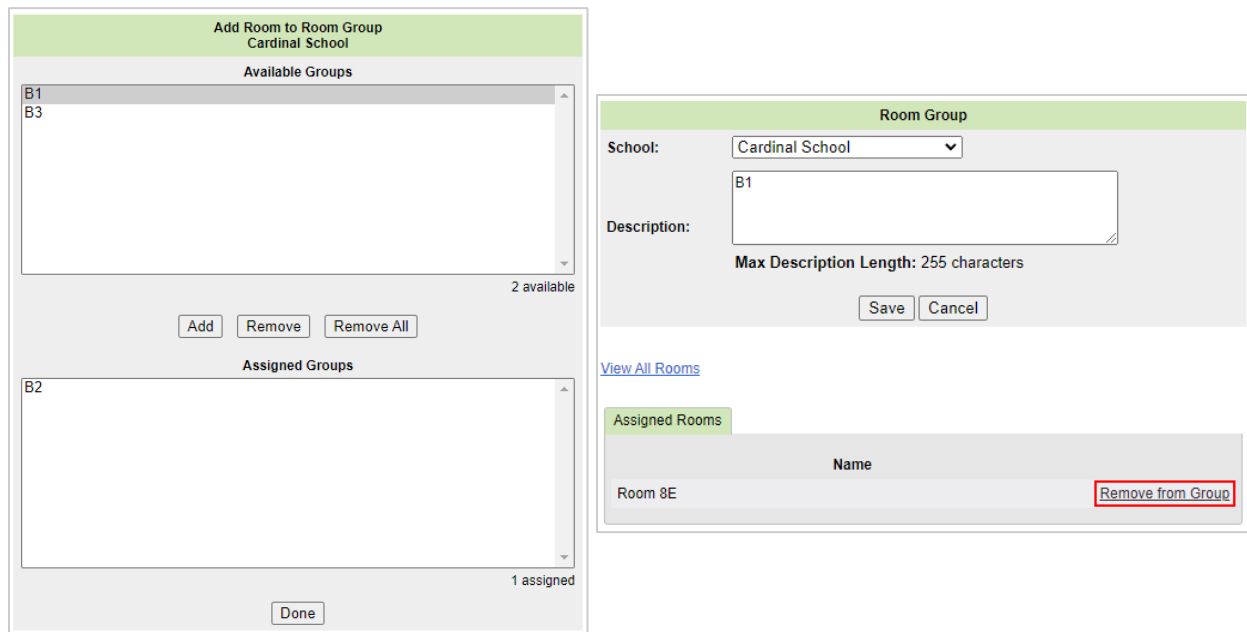 Add Room to Room Group
Cardinal School
Available Groups
B1
B3
2 available
Add Remove Remove All
Assigned Groups
B2
1 assigned
Done
Room Group
School: Cardinal School
Description: B1
Max Description Length: 255 characters
Save Cancel
View All Rooms
Assigned Rooms
Name
Room 8E Remove from Group